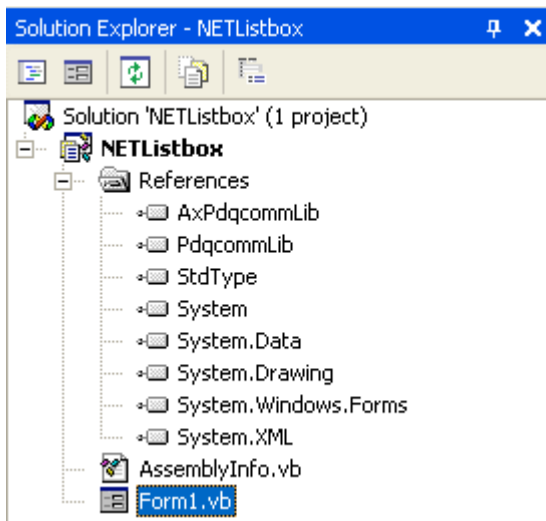 Solution Explorer - NETListbox
Solution 'NETListbox' (1 project)
NETListbox
References
AxPdqcommLib
PdqcommLib
StdType
System
System.Data
System.Drawing
System.Windows.Forms
System.XML
AssemblyInfo.vb
Form1.vb